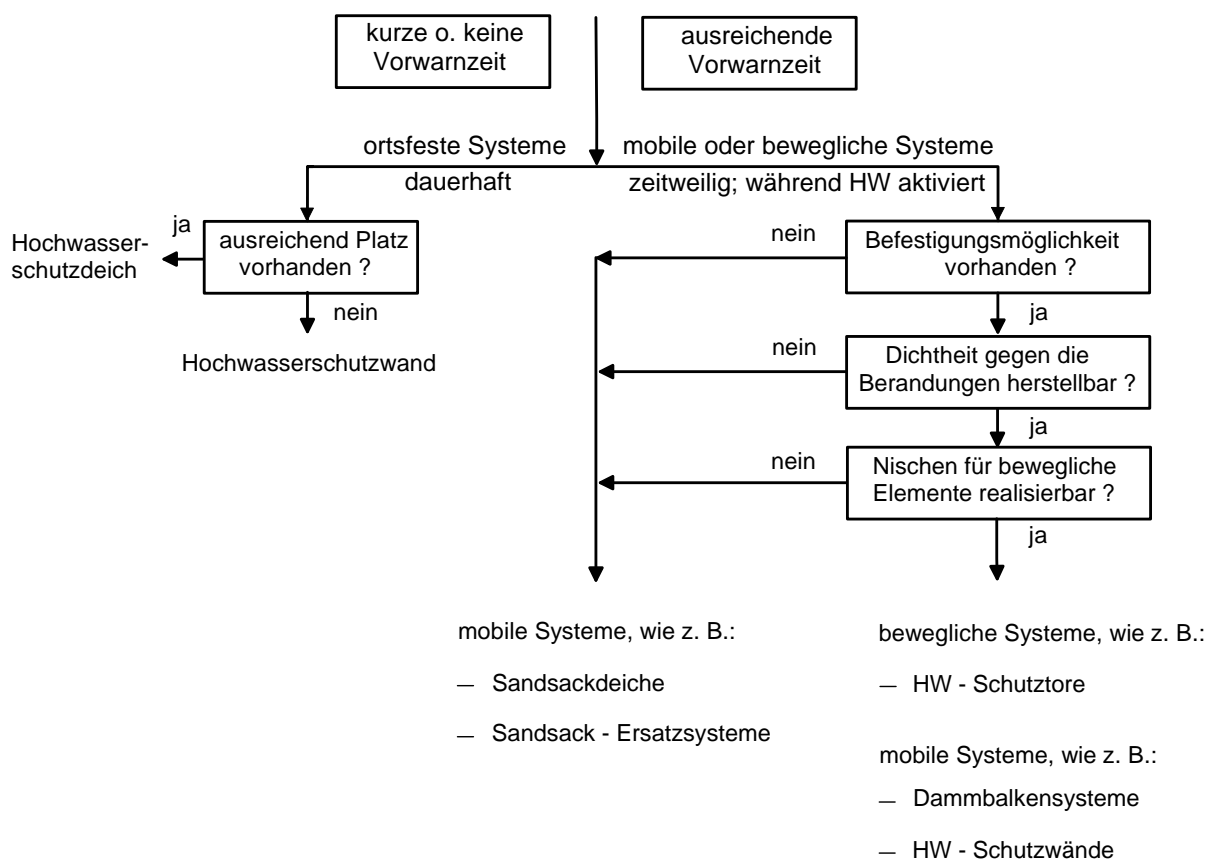 kurze o. keine
Vorwarnzeit
ausreichende
Vorwarnzeit
ortsfeste Systeme
mobile oder bewegliche Systeme
dauerhaft
zeitweilig; während HW aktiviert
ja
Hochwasser-
schutzdeich
ausreichend Platz
vorhanden ?
nein
Hochwasserschutzwand
nein
Befestigungsmöglichkeit
vorhanden ?
ja
nein
Dichtheit gegen die
Berandungen herstellbar ?
ja
nein
Nischen für bewegliche
Elemente realisierbar ?
ja
mobile Systeme, wie z. B.:
— Sandsackdeiche
— Sandsack - Ersatzsysteme
bewegliche Systeme, wie z. B.:
— HW - Schutztore
mobile Systeme, wie z. B.:
— Dammbalkensysteme
— HW - Schutzwände